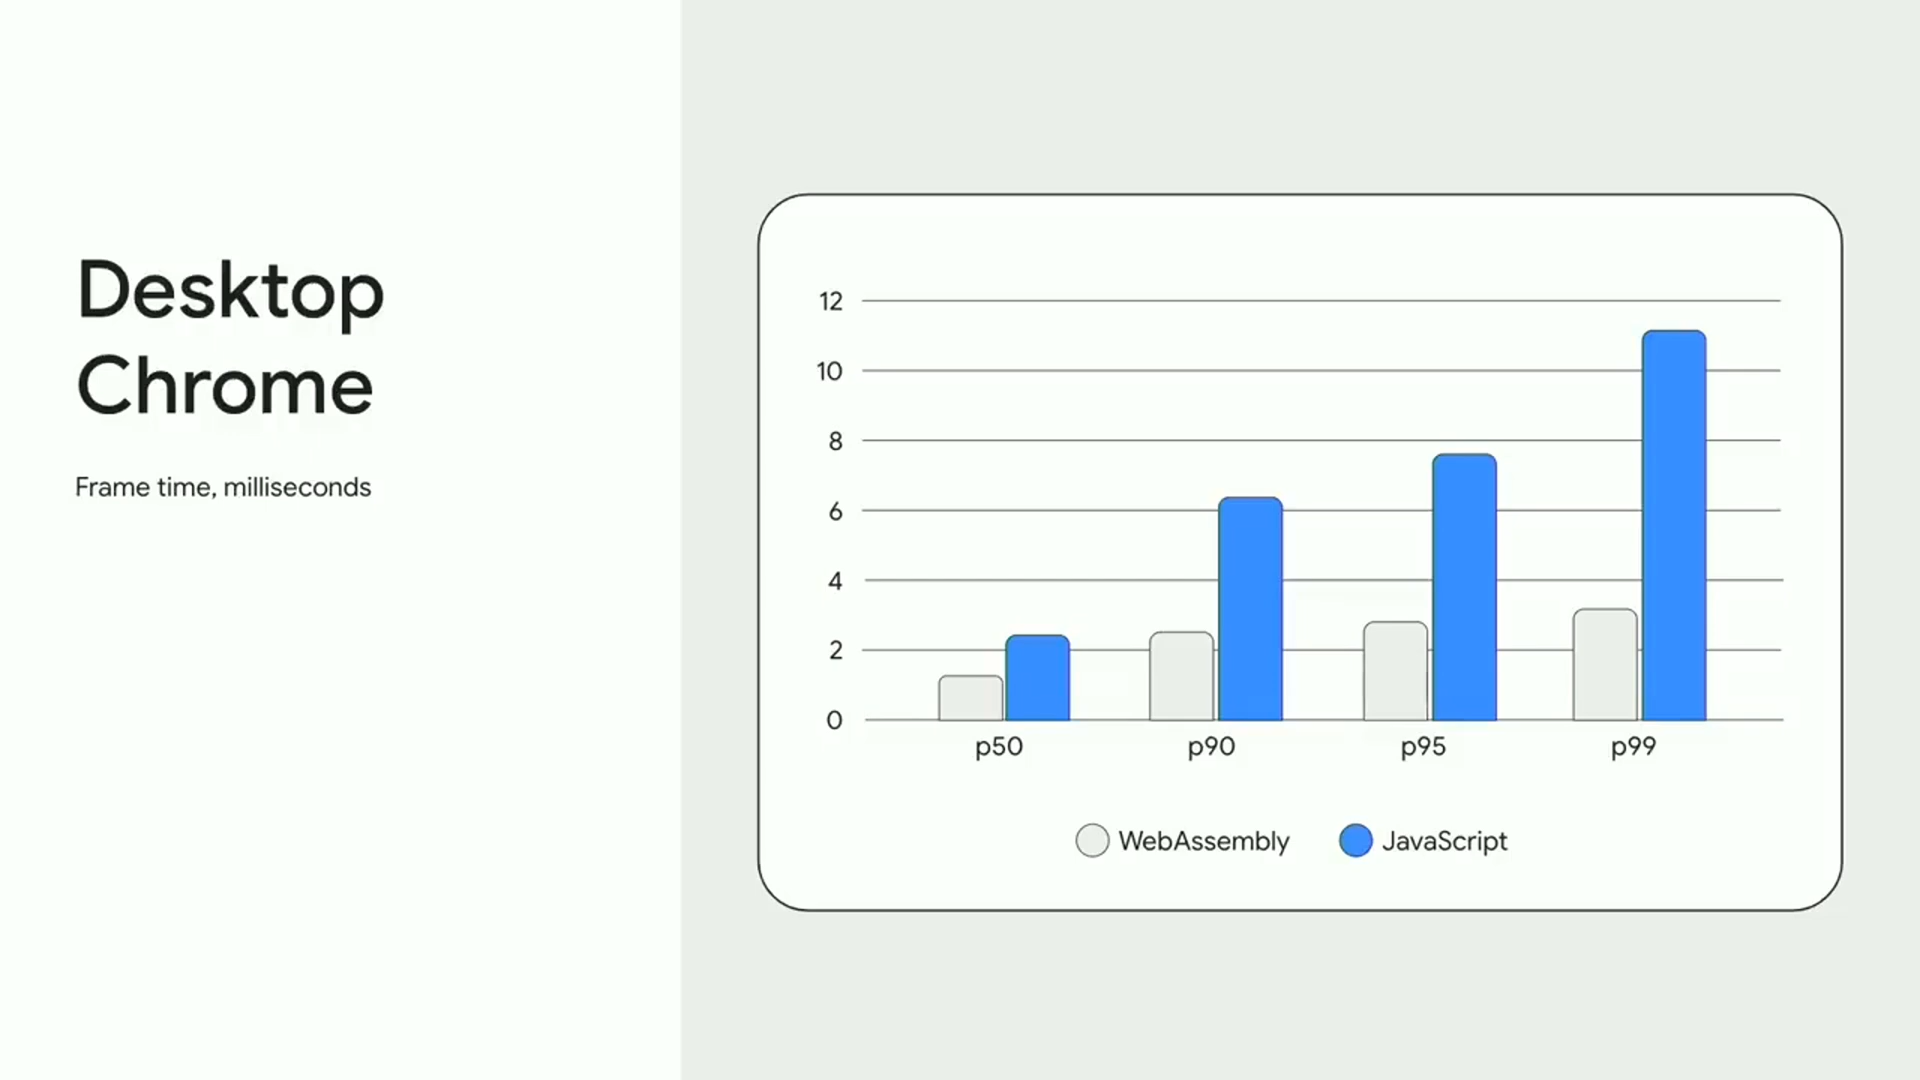 Desktop
Chrome
Frame time, milliseconds
12
10
8
6
4
2
0
p50 p90 p95 p99
WebAssembly JavaScript